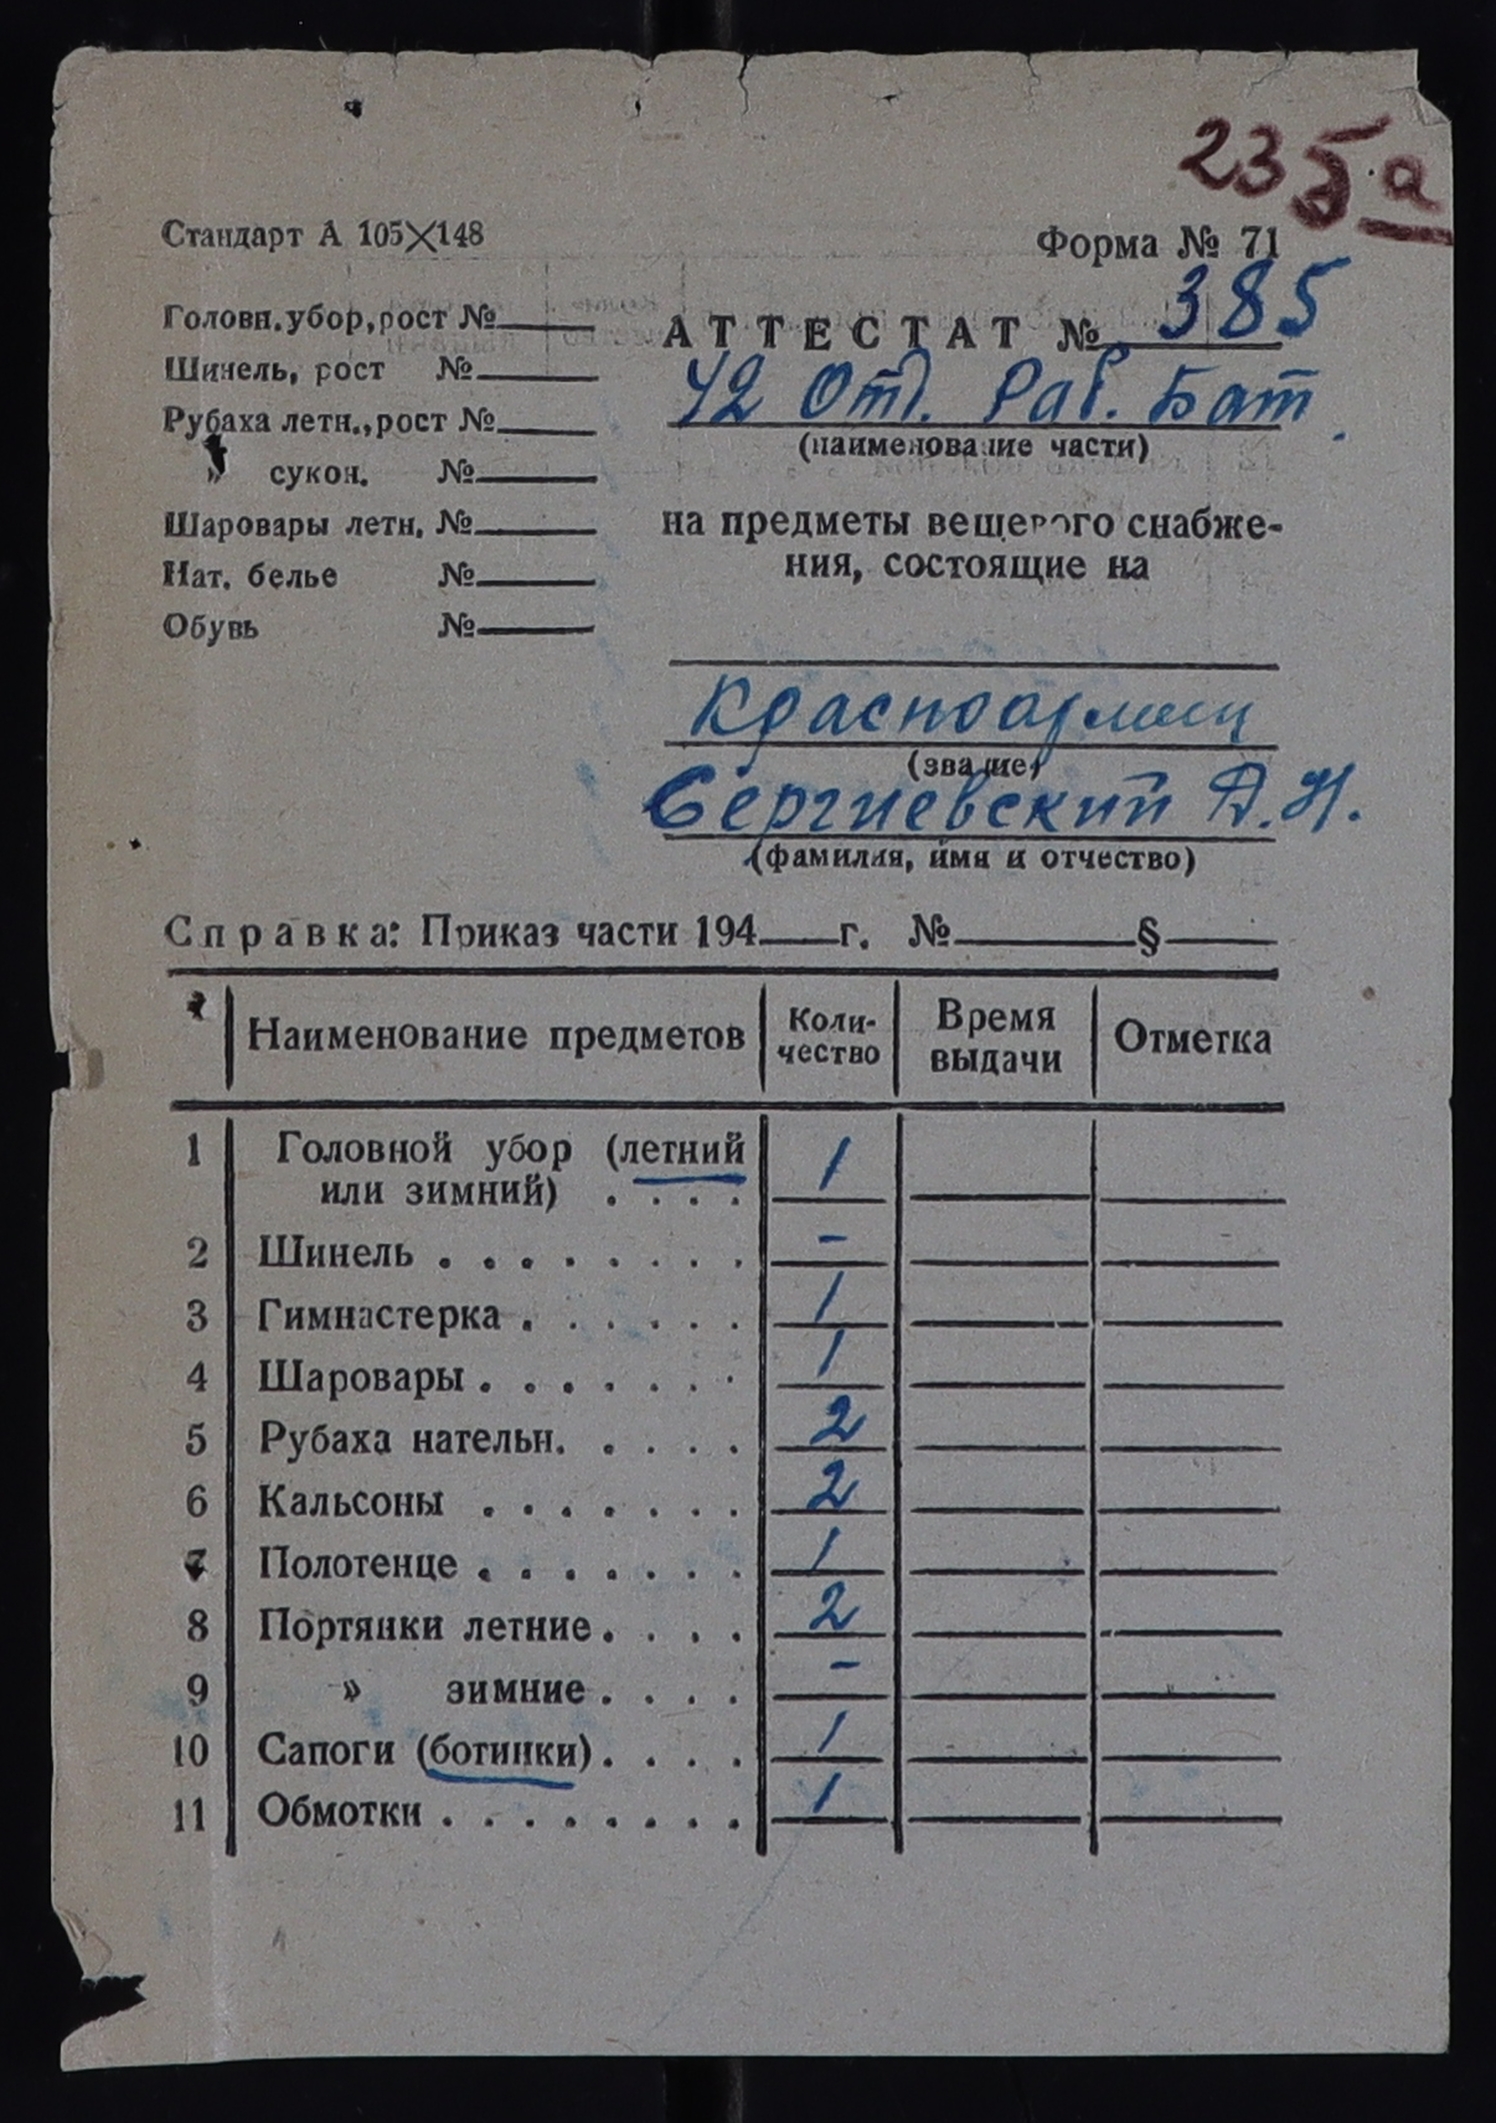 235а
Стандарт А 105×148
Форма № 71
Головн. убор, рост №
Шинель, рост №
Рубаха летн., рост №
» сукон. №
Шаровары летн. №
Нат. белье №
Обувь №
АТТЕСТАТ № 385
42 Отд. Раб. Бат.
(наименование части)
на предметы вещевого снабже-
ния, состоящие на
Красноармеец
(звание)
Сергиевский Д. Н.
(фамилия, имя и отчество)
Справка: Приказ части 194 г. № §
Наименование предметов | Коли-чество | Время выдачи | Отметка
1 Головной убор (летний
или зимний) . . . . 1
2 Шинель . . . . . . . . -
3 Гимнастерка . . . . . . 1
4 Шаровары . . . . . . . 1
5 Рубаха нательн. . . . . 2
6 Кальсоны . . . . . . . 2
7 Полотенце . . . . . . . 1
8 Портянки летние . . . . 2
9 » зимние . . . . -
10 Сапоги (ботинки) . . . . 1
11 Обмотки . . . . . . . . 1